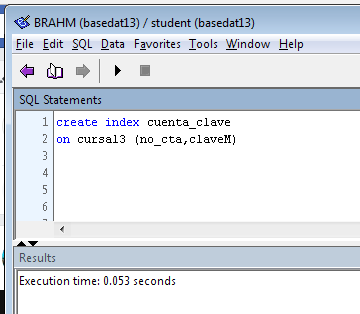 BRAHM (basedat13) / student (basedat13)
File Edit SQL Data Favorites Tools Window Help
SQL Statements
1 create index cuenta_clave
2 on cursa13 (no_cta,claveM)
3
4
5
6
7
Results
Execution time: 0.053 seconds